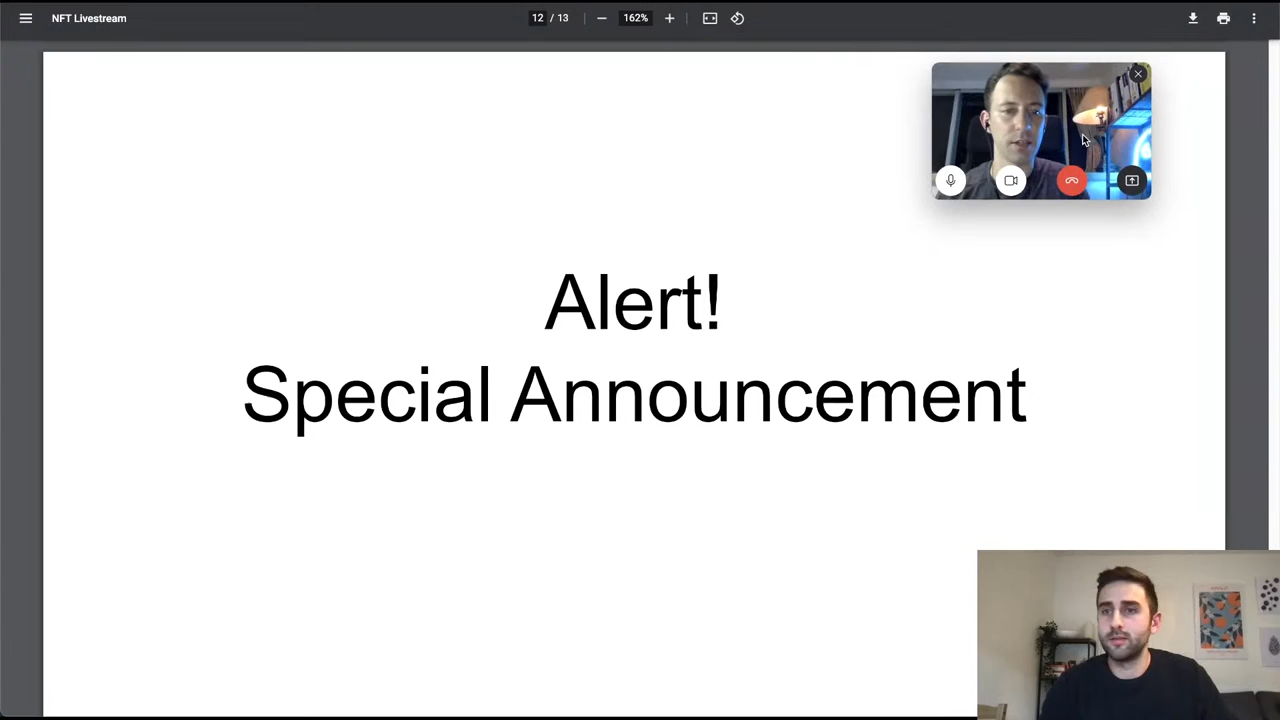 NFT Livestream
12 / 13
162%
Alert!
Special Announcement